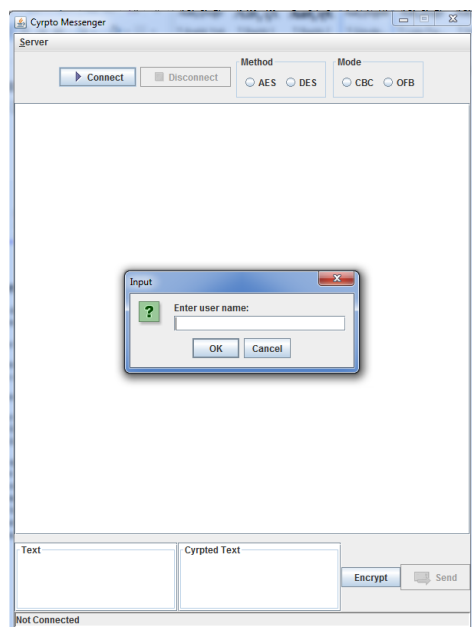 Cyrpto Messenger
Server
Connect
Disconnect
Method
AES
DES
Mode
CBC
OFB
Input
?
Enter user name:
OK
Cancel
Text
Cyrpted Text
Encrypt
Send
Not Connected